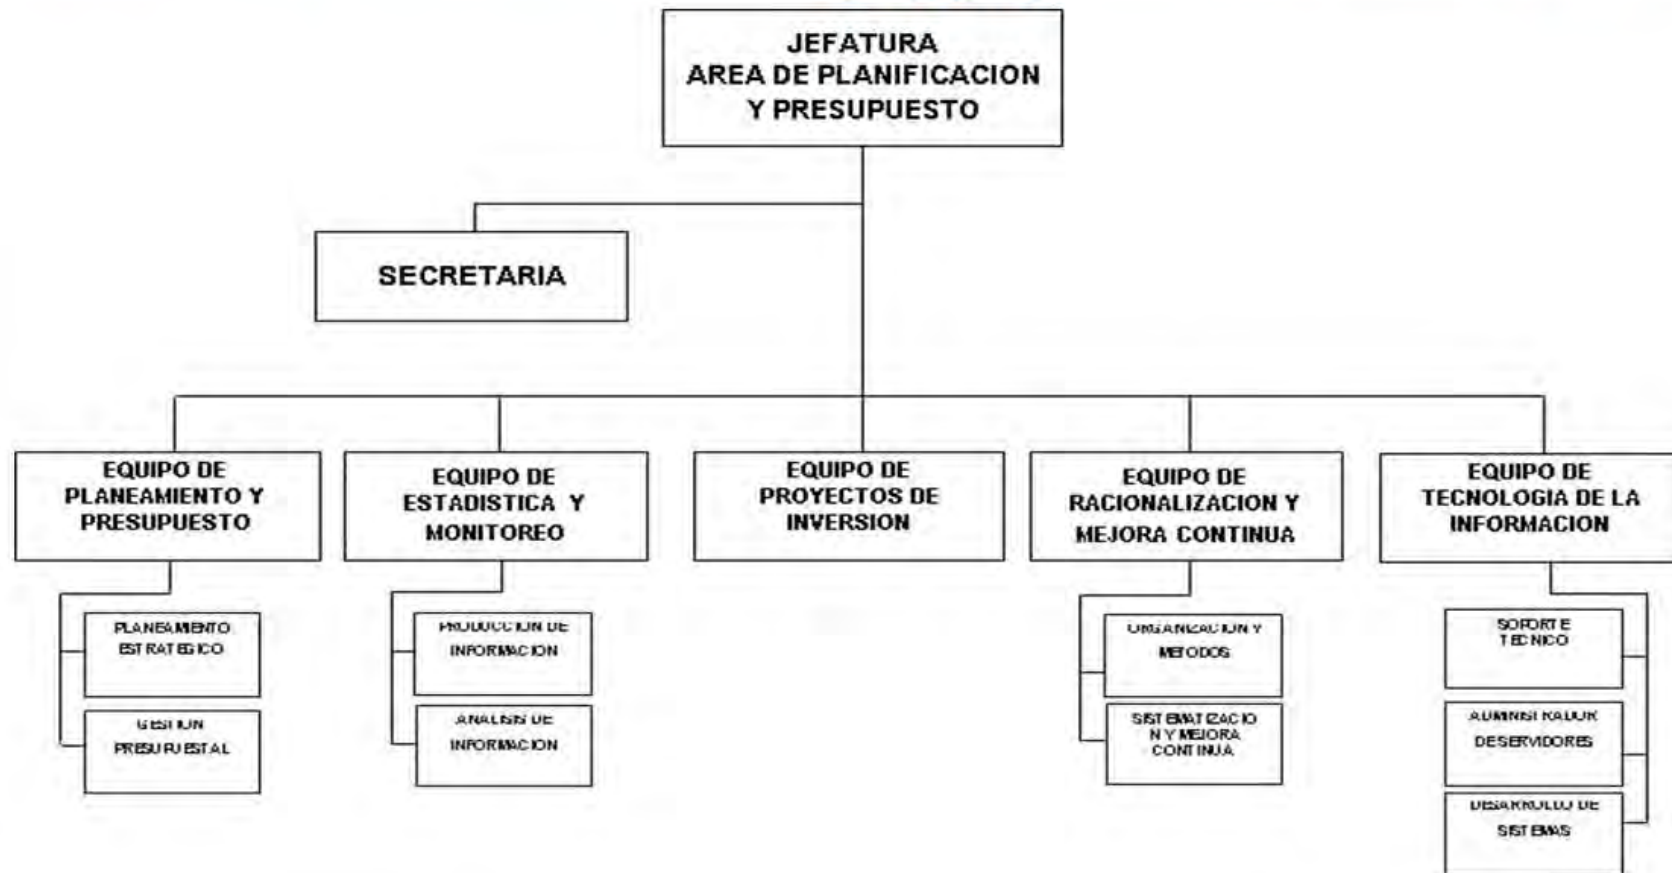 JEFATURA
AREA DE PLANIFICACION
Y PRESUPUESTO
SECRETARIA
EQUIPO DE
PLANEAMIENTO Y
PRESUPUESTO
EQUIPO DE
ESTADISTICA Y
MONITOREO
EQUIPO DE
PROYECTOS DE
INVERSION
EQUIPO DE
RACIONALIZACION Y
MEJORA CONTINUA
EQUIPO DE
TECNOLOGIA DE LA
INFORMACION
PLANEAMIENTO
ESTRATEGICO
GESTION
PRESUPUESTAL
PRODUCCION DE
INFORMACION
ANALISIS DE
INFORMACION
ORGANIZACION Y
METODOS
SISTEMATIZACIO
N Y MEJORA
CONTINUA
SOPORTE
TECNICO
ADMINISTRADOR
DE SERVIDORES
DESARROLLO DE
SISTEMAS